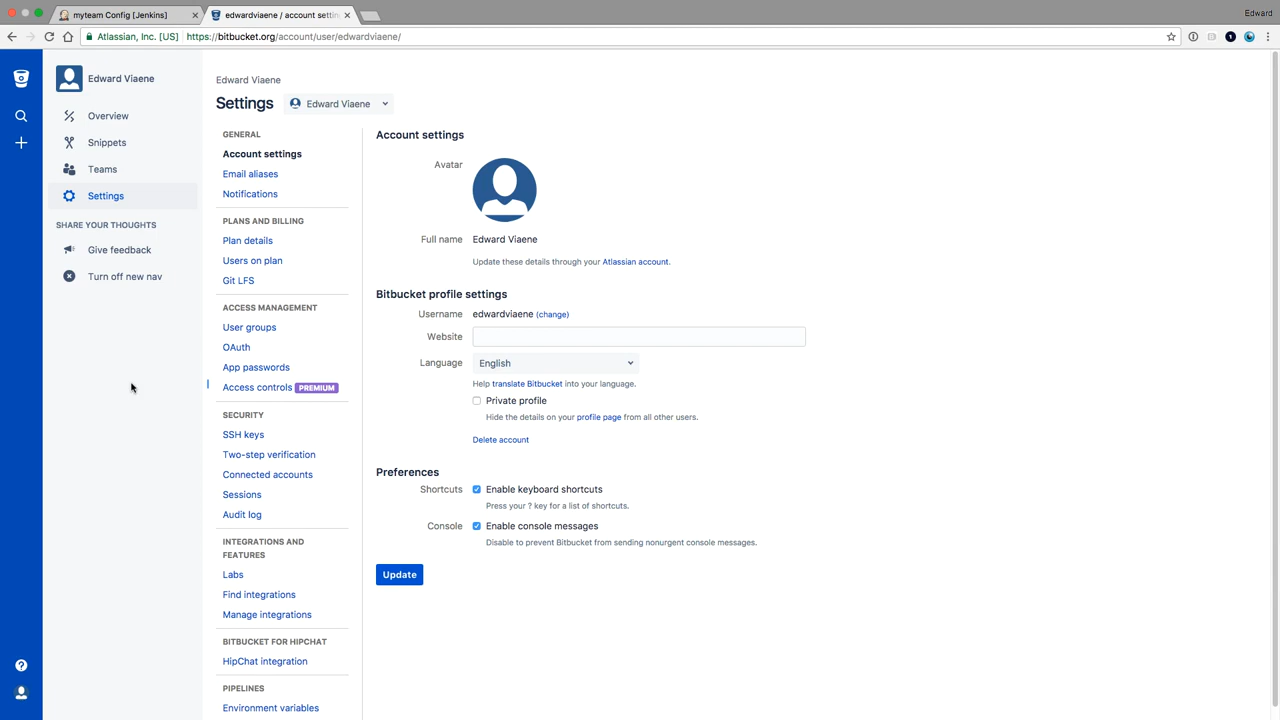 myteam Config [Jenkins]
edwardviaene / account settin
Edward
Atlassian, Inc. [US]
https://bitbucket.org/account/user/edwardviaene/
Edward Viaene
Overview
Snippets
Teams
Settings
SHARE YOUR THOUGHTS
Give feedback
Turn off new nav
Edward Viaene
Settings
Edward Viaene
GENERAL
Account settings
Email aliases
Notifications
PLANS AND BILLING
Plan details
Users on plan
Git LFS
ACCESS MANAGEMENT
User groups
OAuth
App passwords
Access controls PREMIUM
SECURITY
SSH keys
Two-step verification
Connected accounts
Sessions
Audit log
INTEGRATIONS AND
FEATURES
Labs
Find integrations
Manage integrations
BITBUCKET FOR HIPCHAT
HipChat integration
PIPELINES
Environment variables
Account settings
Avatar
Full name Edward Viaene
Update these details through your Atlassian account.
Bitbucket profile settings
Username edwardviaene (change)
Website
Language English
Help translate Bitbucket into your language.
Private profile
Hide the details on your profile page from all other users.
Delete account
Preferences
Shortcuts Enable keyboard shortcuts
Press your ? key for a list of shortcuts.
Console Enable console messages
Disable to prevent Bitbucket from sending nonurgent console messages.
Update